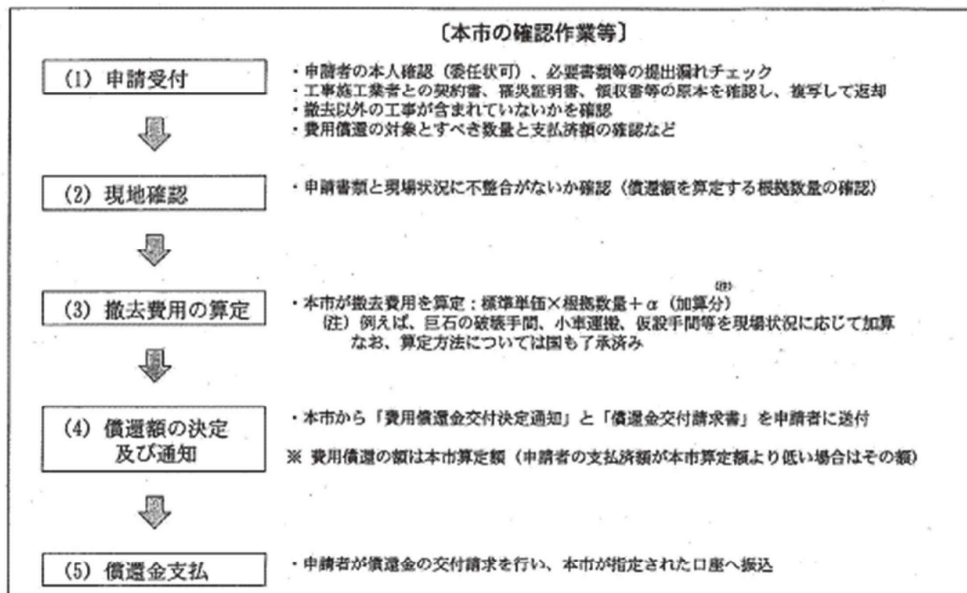 〔本市の確認作業等〕
(1) 申請受付
・申請者の本人確認(委任状可)、必要書類等の提出漏れチェック
・工事施工業者との契約書、罹災証明書、領収書等の原本を確認し、複写して返却
・撤去以外の工事が含まれていないかを確認
・費用償還の対象とすべき数量と支払済額の確認など
(2) 現地確認
・申請書類と現場状況に不整合がないか確認(償還額を算定する根拠数量の確認)
(3) 撤去費用の算定
・本市が撤去費用を算定:標準単価×根拠数量+α(加算分)(注)
(注) 例えば、巨石の破壊手間、小車運搬、仮設手間等を現場状況に応じて加算
なお、算定方法については国も了承済み
(4) 償還額の決定
及び通知
・本市から「費用償還金交付決定通知」と「償還金交付請求書」を申請者に送付
※ 費用償還の額は本市算定額(申請者の支払済額が本市算定額より低い場合はその額)
(5) 償還金支払
・申請者が償還金の交付請求を行い、本市が指定された口座へ振込